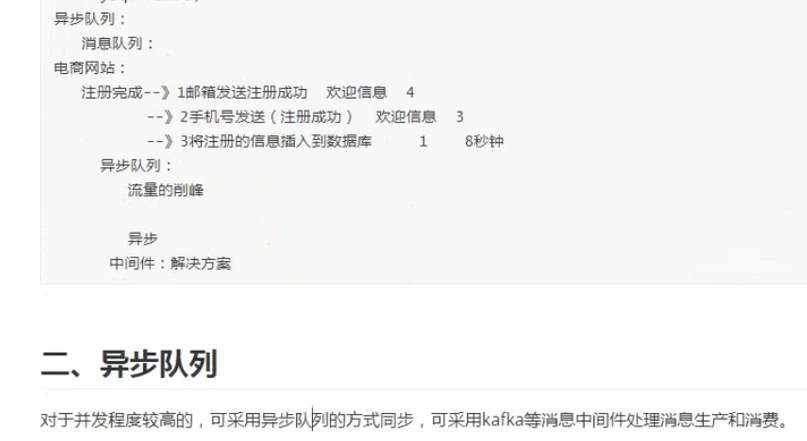 异步队列：
消息队列：
电商网站：
注册完成--》1邮箱发送注册成功 欢迎信息 4
--》2手机号发送（注册成功） 欢迎信息 3
--》3将注册的信息插入到数据库 1 8秒钟
异步队列：
流量的削峰
异步
中间件：解决方案
二、异步队列
对于并发程度较高的，可采用异步队列的方式同步，可采用kafka等消息中间件处理消息生产和消费。